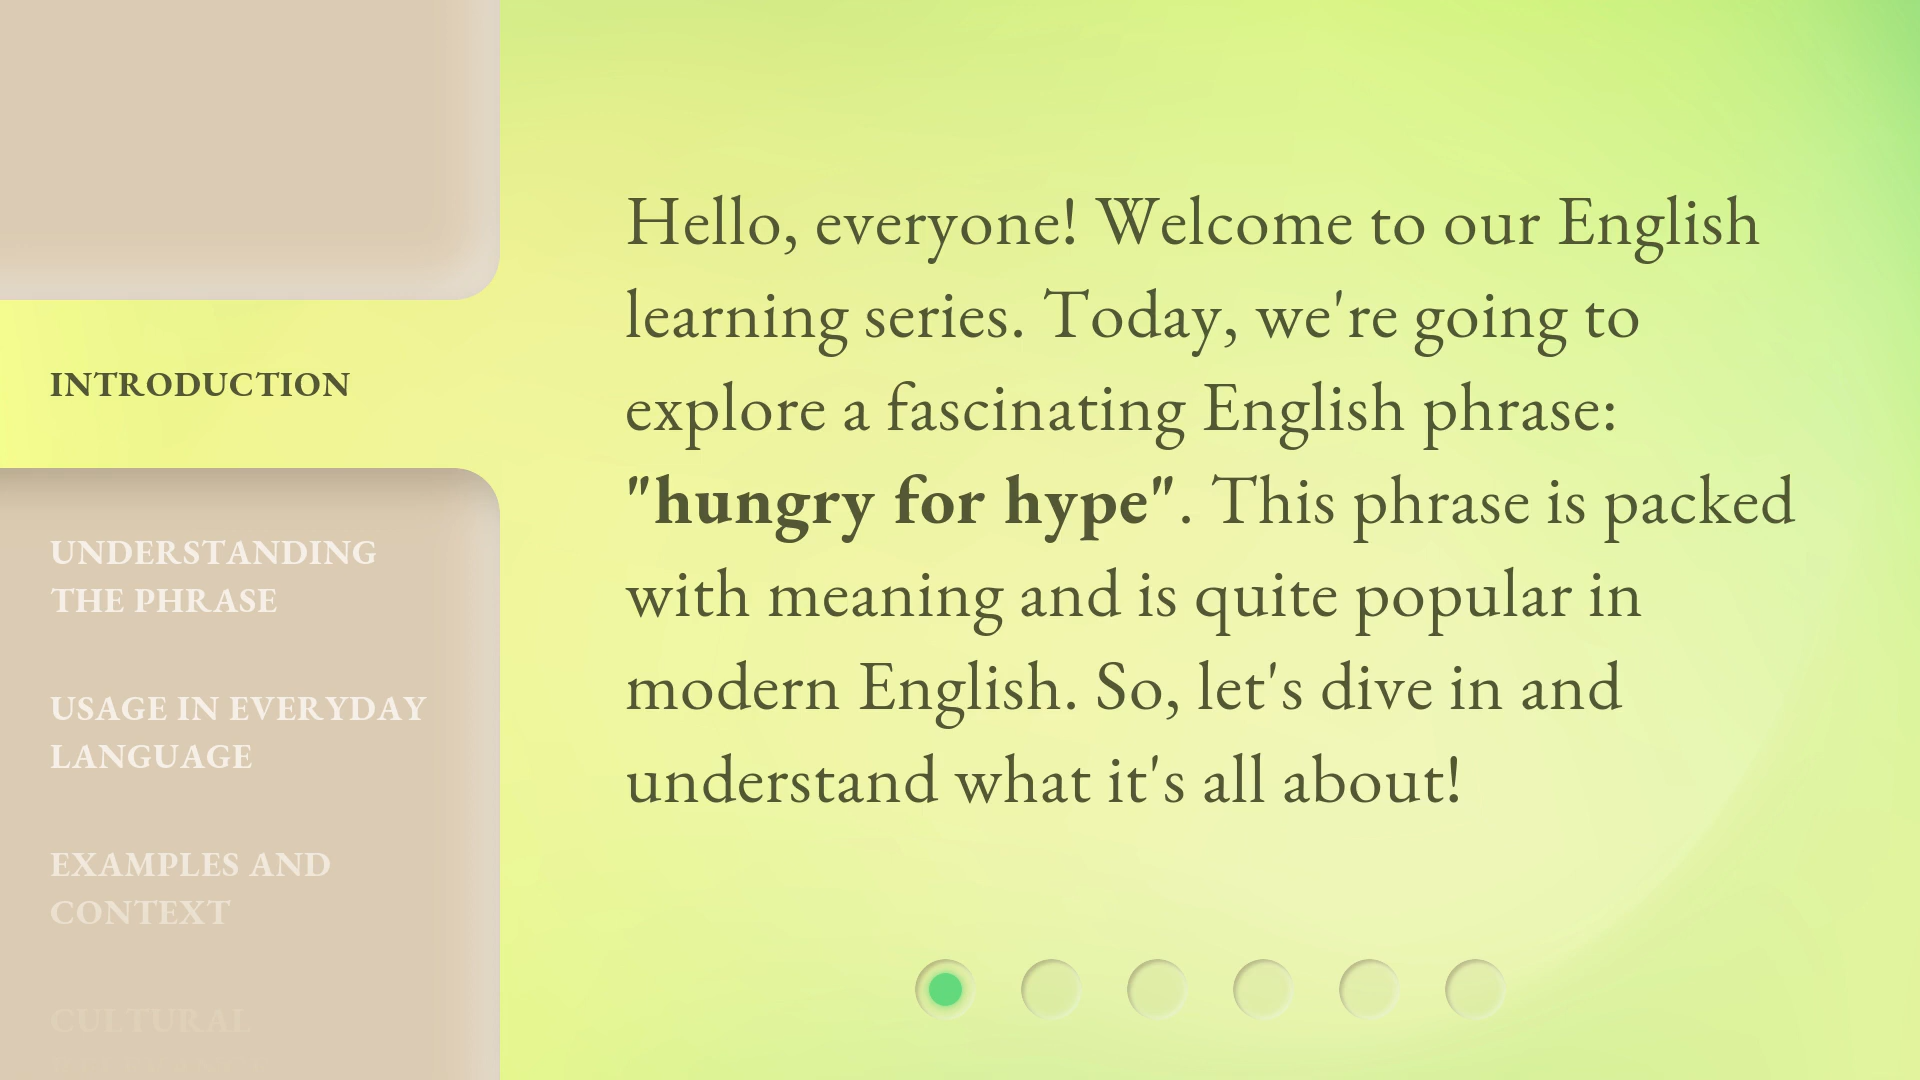 INTRODUCTION
UNDERSTANDING
THE PHRASE
USAGE IN EVERYDAY
LANGUAGE
EXAMPLES AND
CONTEXT
CULTURAL
Hello, everyone! Welcome to our English
learning series. Today, we're going to
explore a fascinating English phrase:
"hungry for hype". This phrase is packed
with meaning and is quite popular in
modern English. So, let's dive in and
understand what it's all about!